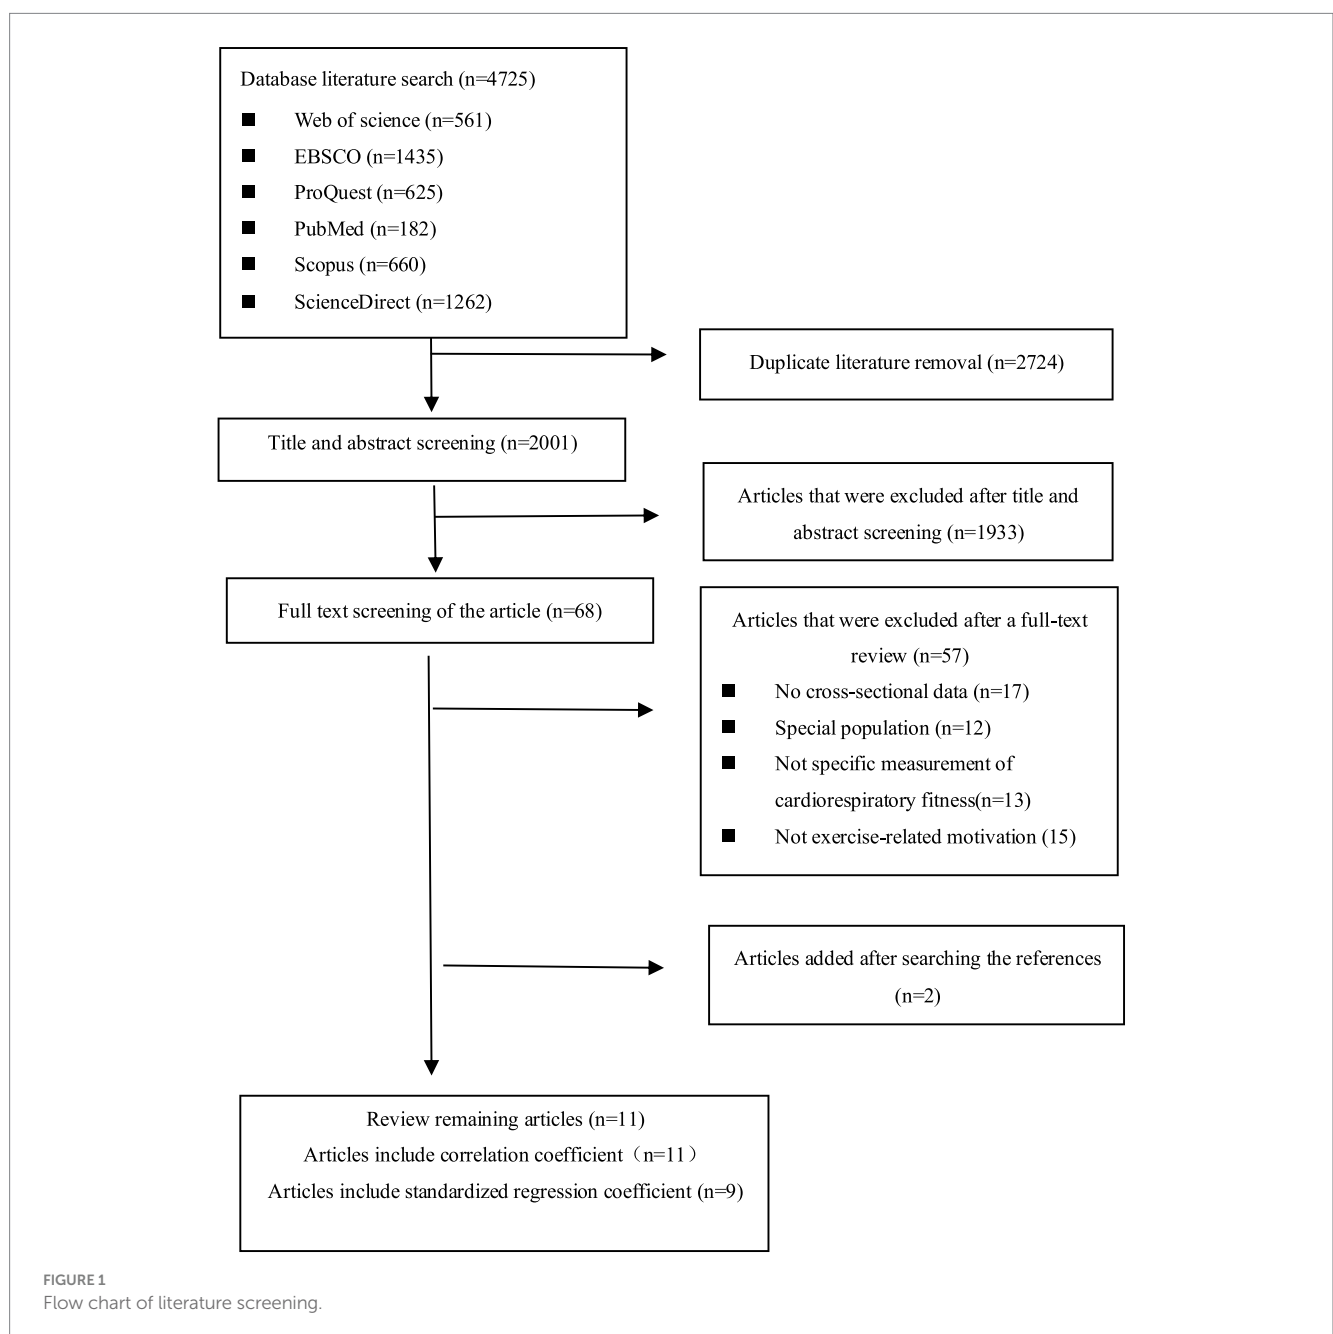 Database literature search (n=4725)
■ Web of science (n=561)
■ EBSCO (n=1435)
■ ProQuest (n=625)
■ PubMed (n=182)
■ Scopus (n=660)
■ ScienceDirect (n=1262)
Duplicate literature removal (n=2724)
Title and abstract screening (n=2001)
Articles that were excluded after title and
abstract screening (n=1933)
Full text screening of the article (n=68)
Articles that were excluded after a full-text
review (n=57)
■ No cross-sectional data (n=17)
■ Special population (n=12)
■ Not specific measurement of
cardiorespiratory fitness(n=13)
■ Not exercise-related motivation (15)
Articles added after searching the references
(n=2)
Review remaining articles (n=11)
Articles include correlation coefficient（n=11）
Articles include standardized regression coefficient (n=9)
FIGURE 1
Flow chart of literature screening.